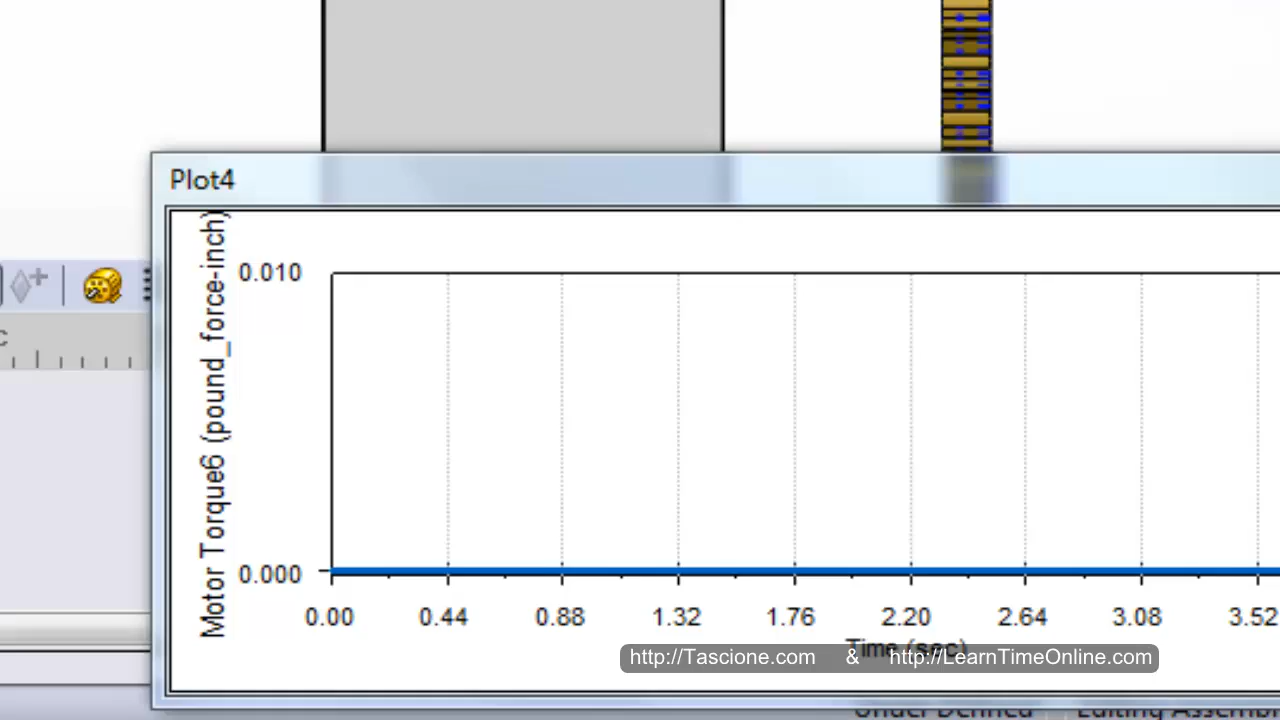 Plot4
Motor Torque6 (pound_force-inch)
0.010
0.000
0.00 0.44 0.88 1.32 1.76 2.20 2.64 3.08 3.52
Time (sec)
http://Tascione.com & http://LearnTimeOnline.com
Under Defined Editing